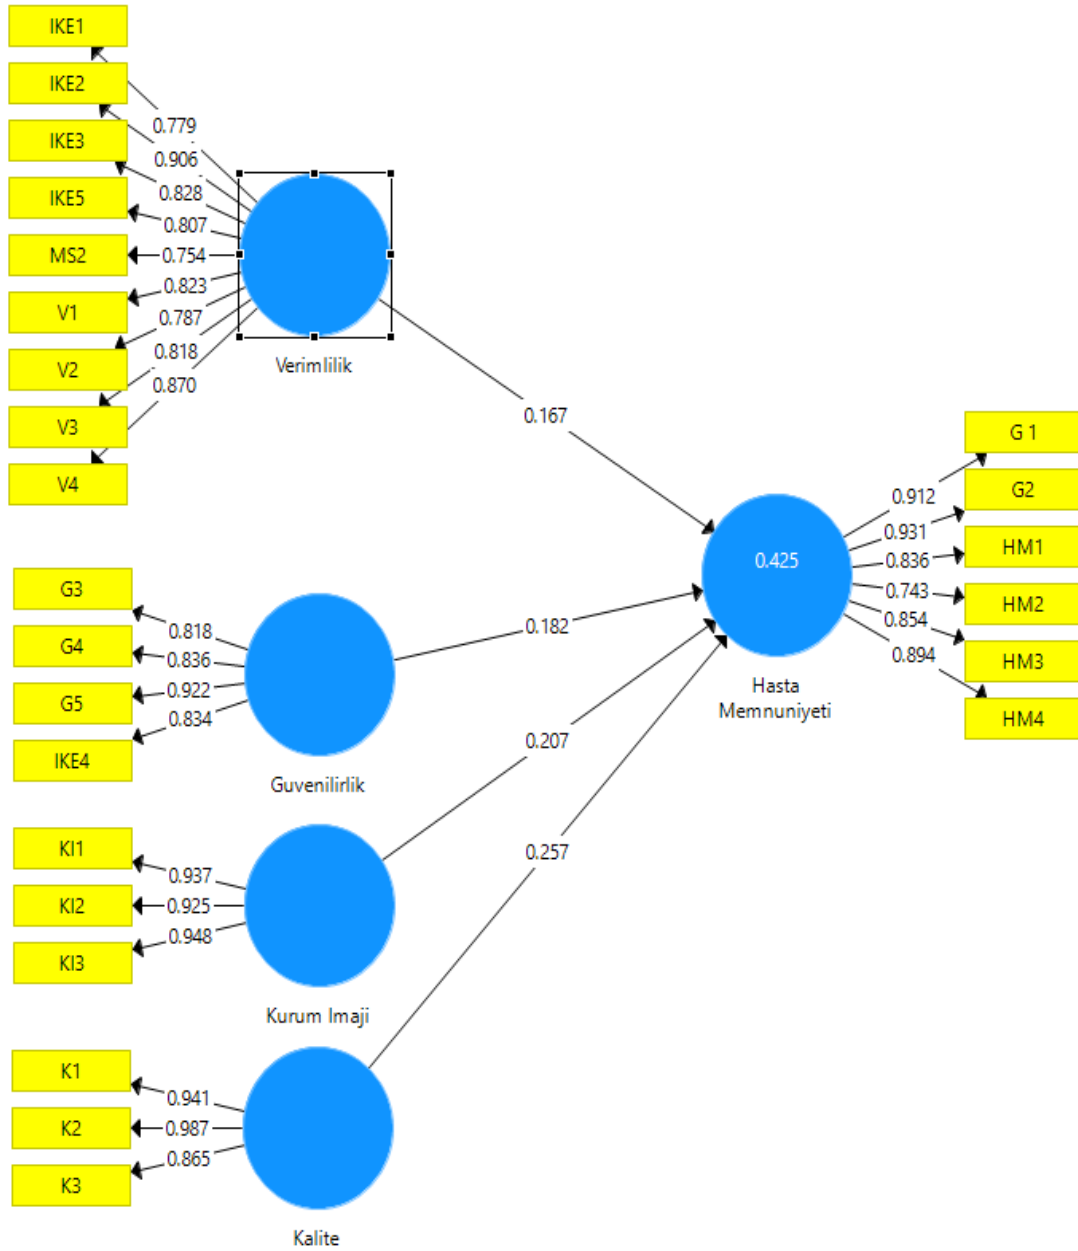 IKE1
IKE2
IKE3
IKE5
MS2
V1
V2
V3
V4
0.779
0.906
0.828
0.807
0.754
0.823
0.787
0.818
0.870
Verimlilik
0.167
G3
G4
G5
IKE4
0.818
0.836
0.922
0.834
Guvenilirlik
0.182
KI1
KI2
KI3
0.937
0.925
0.948
Kurum Imaji
0.207
K1
K2
K3
0.941
0.987
0.865
Kalite
0.257
0.425
Hasta
Memnuniyeti
0.912
0.931
0.836
0.743
0.854
0.894
G 1
G2
HM1
HM2
HM3
HM4